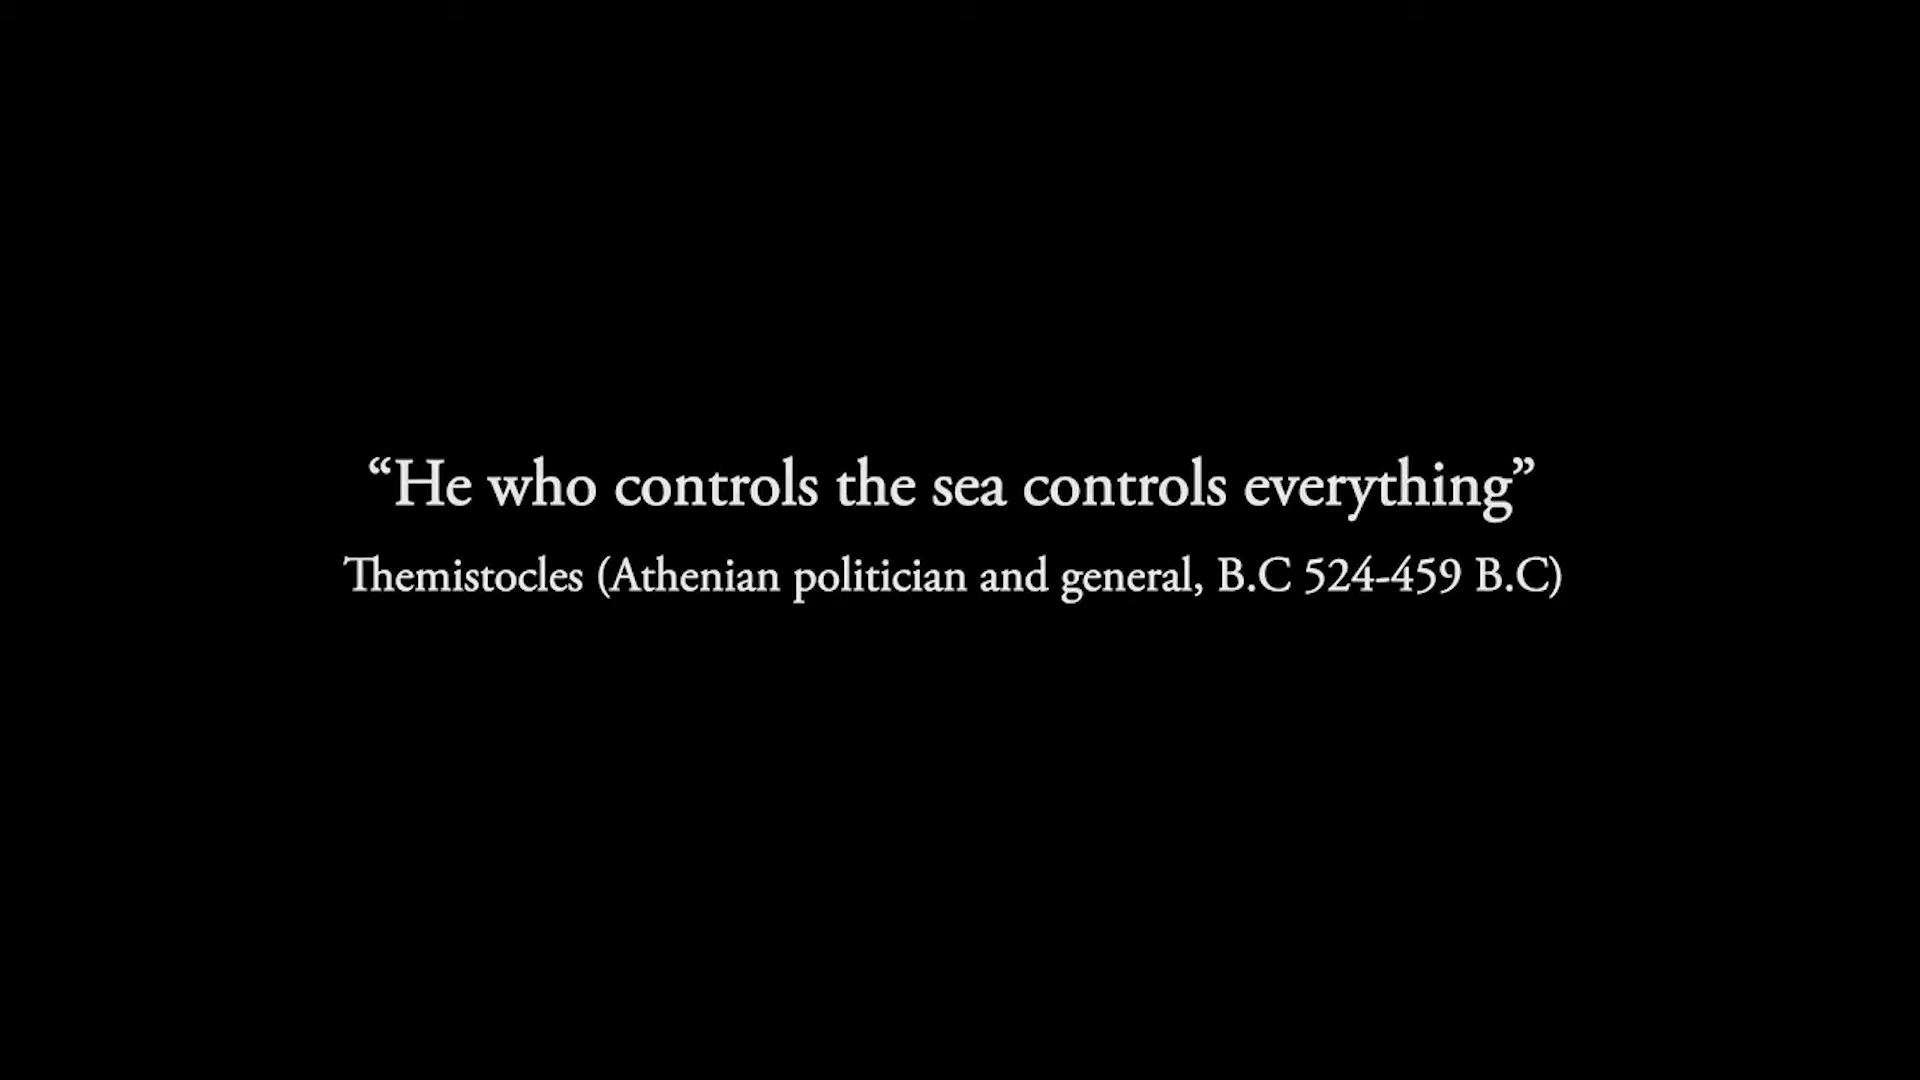 “He who controls the sea controls everything”
Themistocles (Athenian politician and general, B.C 524-459 B.C)